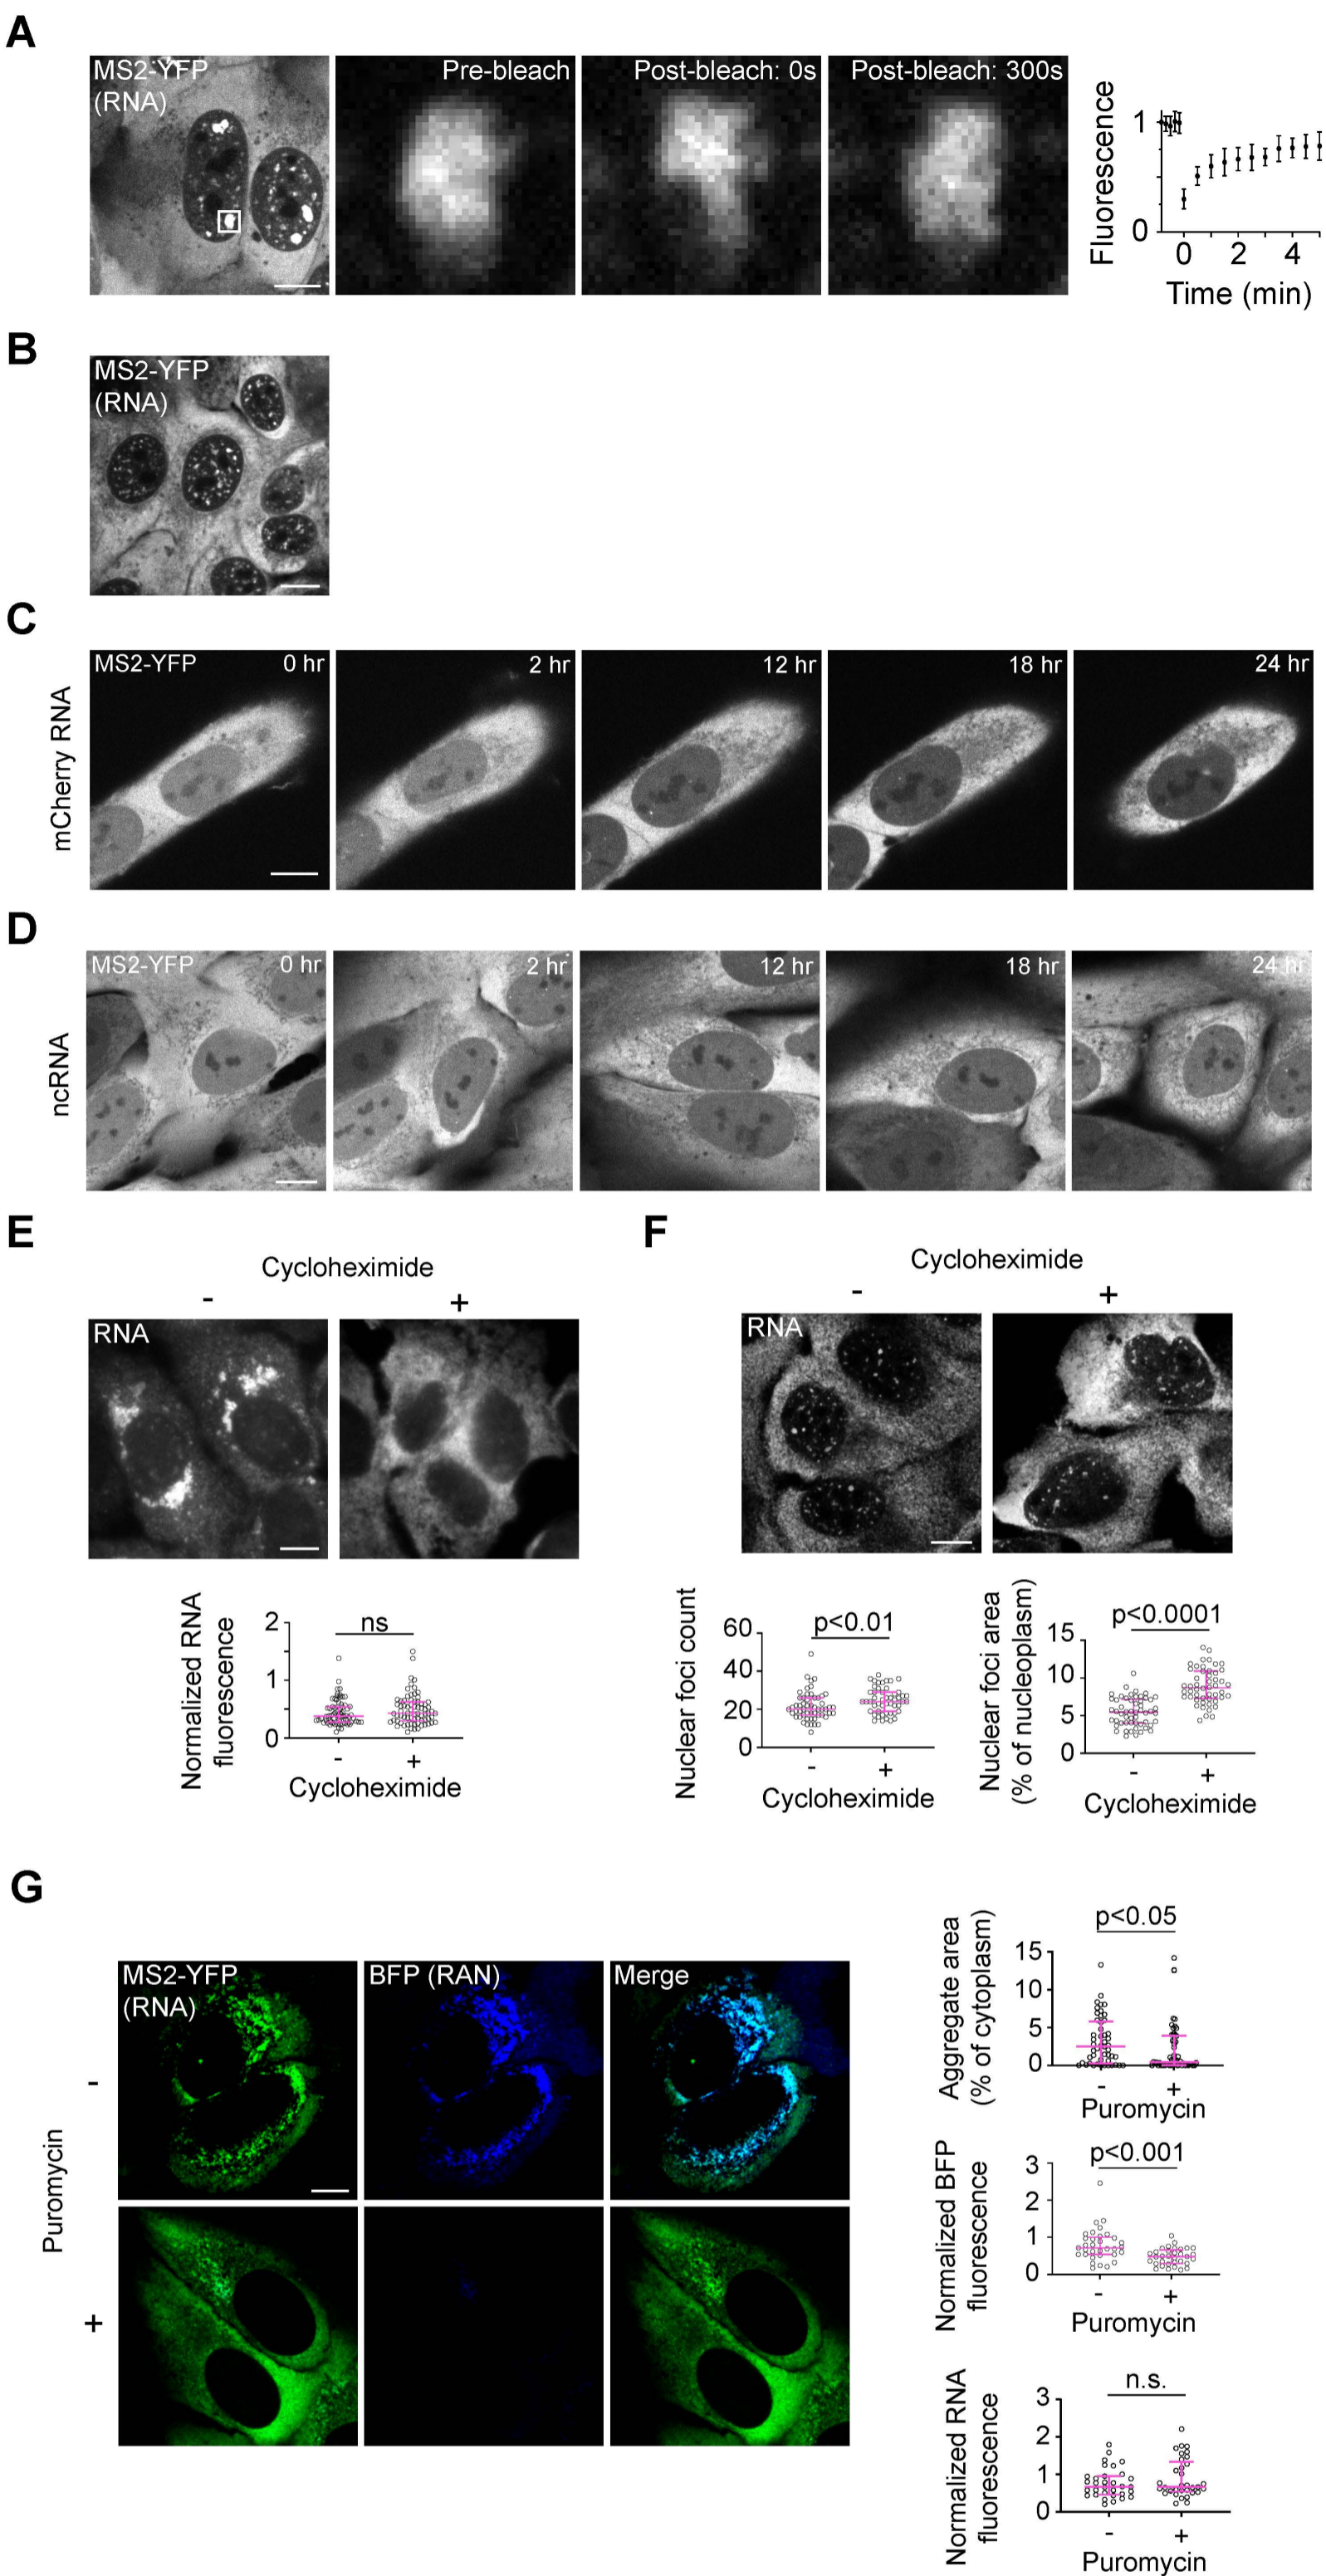 A
MS2-YFP
(RNA)
Pre-bleach
Post-bleach: 0s
Post-bleach: 300s
Fluorescence
1
0
0 2 4
Time (min)
B
MS2-YFP
(RNA)
C
mCherry RNA
MS2-YFP 0 hr
2 hr
12 hr
18 hr
24 hr
D
ncRNA
MS2-YFP 0 hr
2 hr
12 hr
18 hr
24 hr
E
Cycloheximide
- +
RNA
Normalized RNA
fluorescence
2
1
0
ns
- +
Cycloheximide
F
Cycloheximide
- +
RNA
Nuclear foci count
60
40
20
0
p<0.01
- +
Cycloheximide
Nuclear foci area
(% of nucleoplasm)
15
10
5
0
p<0.0001
- +
Cycloheximide
G
Puromycin
-
+
MS2-YFP
(RNA)
BFP (RAN)
Merge
Aggregate area
(% of cytoplasm)
15
10
5
0
p<0.05
- +
Puromycin
Normalized BFP
fluorescence
3
2
1
0
p<0.001
- +
Puromycin
Normalized RNA
fluorescence
3
2
1
0
n.s.
- +
Puromycin